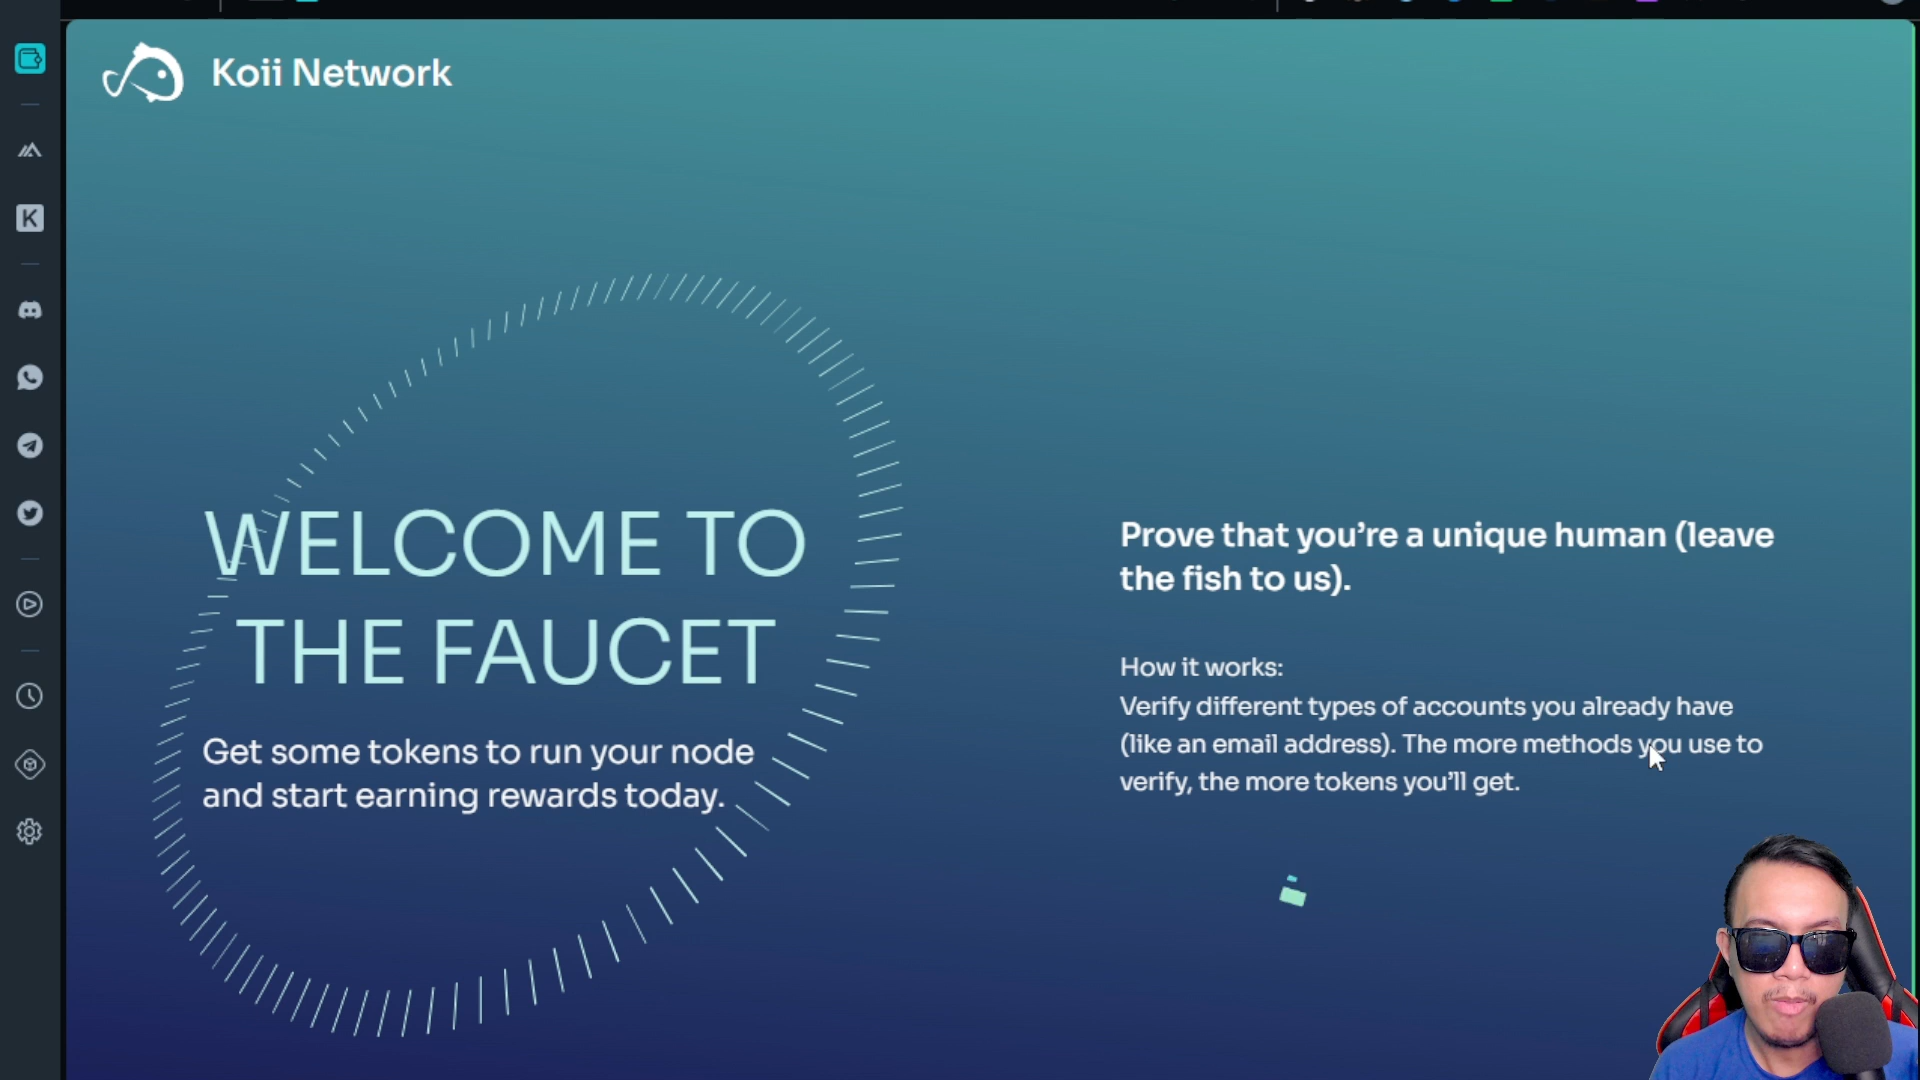 Koii Network
K
WELCOME TO
THE FAUCET
Get some tokens to run your node
and start earning rewards today.
Prove that you’re a unique human (leave
the fish to us).
How it works:
Verify different types of accounts you already have
(like an email address). The more methods you use to
verify, the more tokens you’ll get.